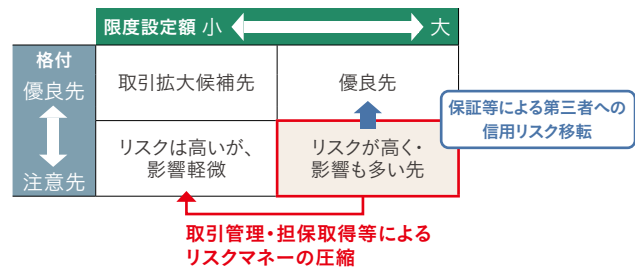 限度設定額 小 大
格付
優良先
注意先
取引拡大候補先
優良先
リスクは高いが、
影響軽微
リスクが高く・
影響も多い先
保証等による第三者への
信用リスク移転
取引管理・担保取得等による
リスクマネーの圧縮